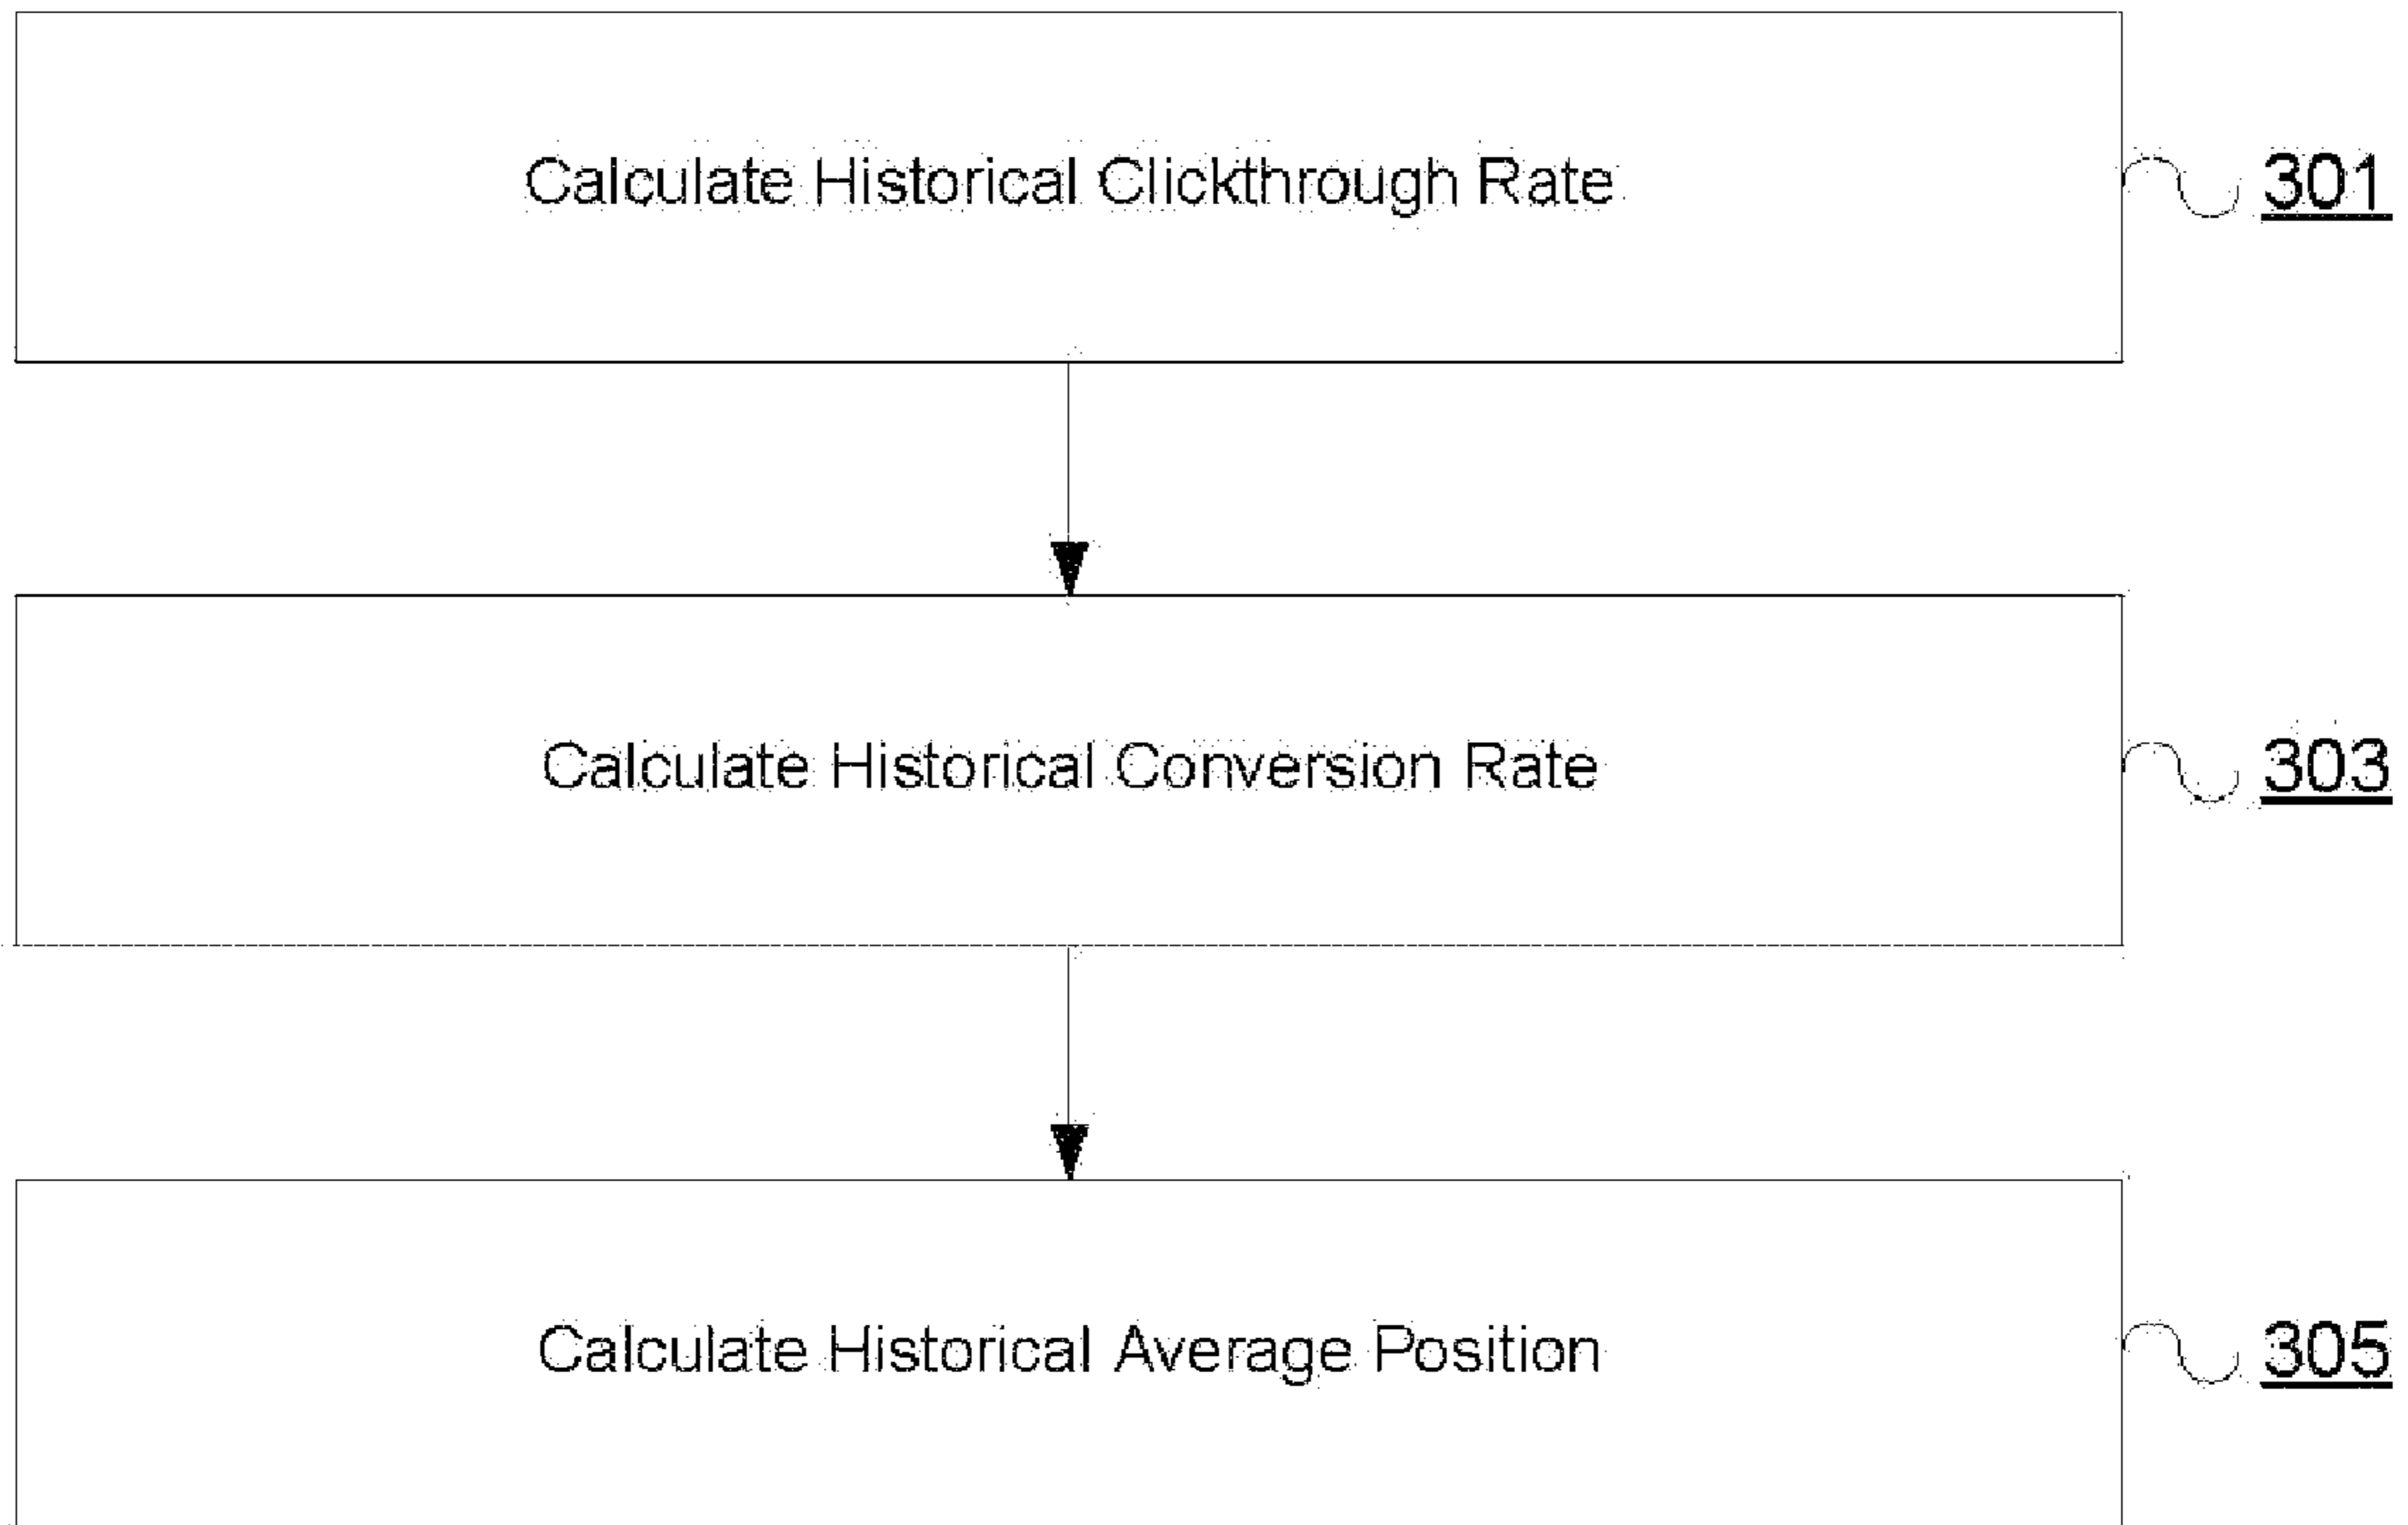 Calculate Historical Clickthrough Rate 301
Calculate Historical Conversion Rate 303
Calculate Historical Average Position 305